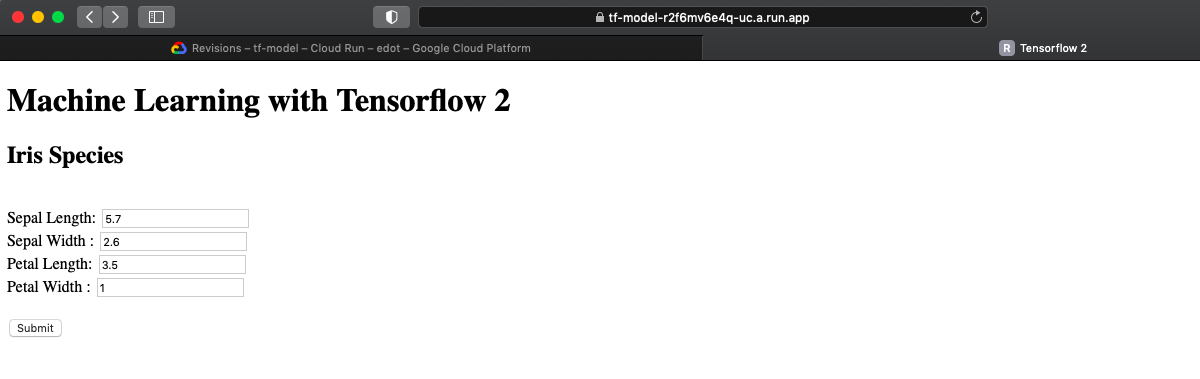 tf-model-r2f6mv6e4q-uc.a.run.app
Revisions – tf-model – Cloud Run – edot – Google Cloud Platform
R Tensorflow 2
Machine Learning with Tensorflow 2
Iris Species
Sepal Length: 5.7
Sepal Width : 2.6
Petal Length: 3.5
Petal Width : 1
Submit